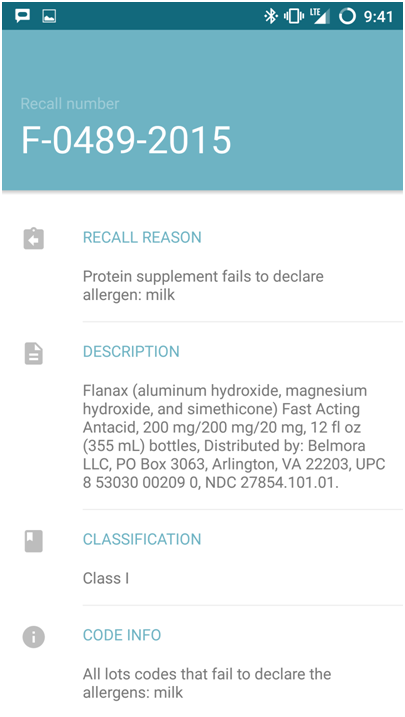 LTE 9:41
Recall number
F-0489-2015
RECALL REASON
Protein supplement fails to declare
allergen: milk
DESCRIPTION
Flanax (aluminum hydroxide, magnesium
hydroxide, and simethicone) Fast Acting
Antacid, 200 mg/200 mg/20 mg, 12 fl oz
(355 mL) bottles, Distributed by: Belmora
LLC, PO Box 3063, Arlington, VA 22203, UPC
8 53030 00209 0, NDC 27854.101.01.
CLASSIFICATION
Class I
CODE INFO
All lots codes that fail to declare the
allergens: milk